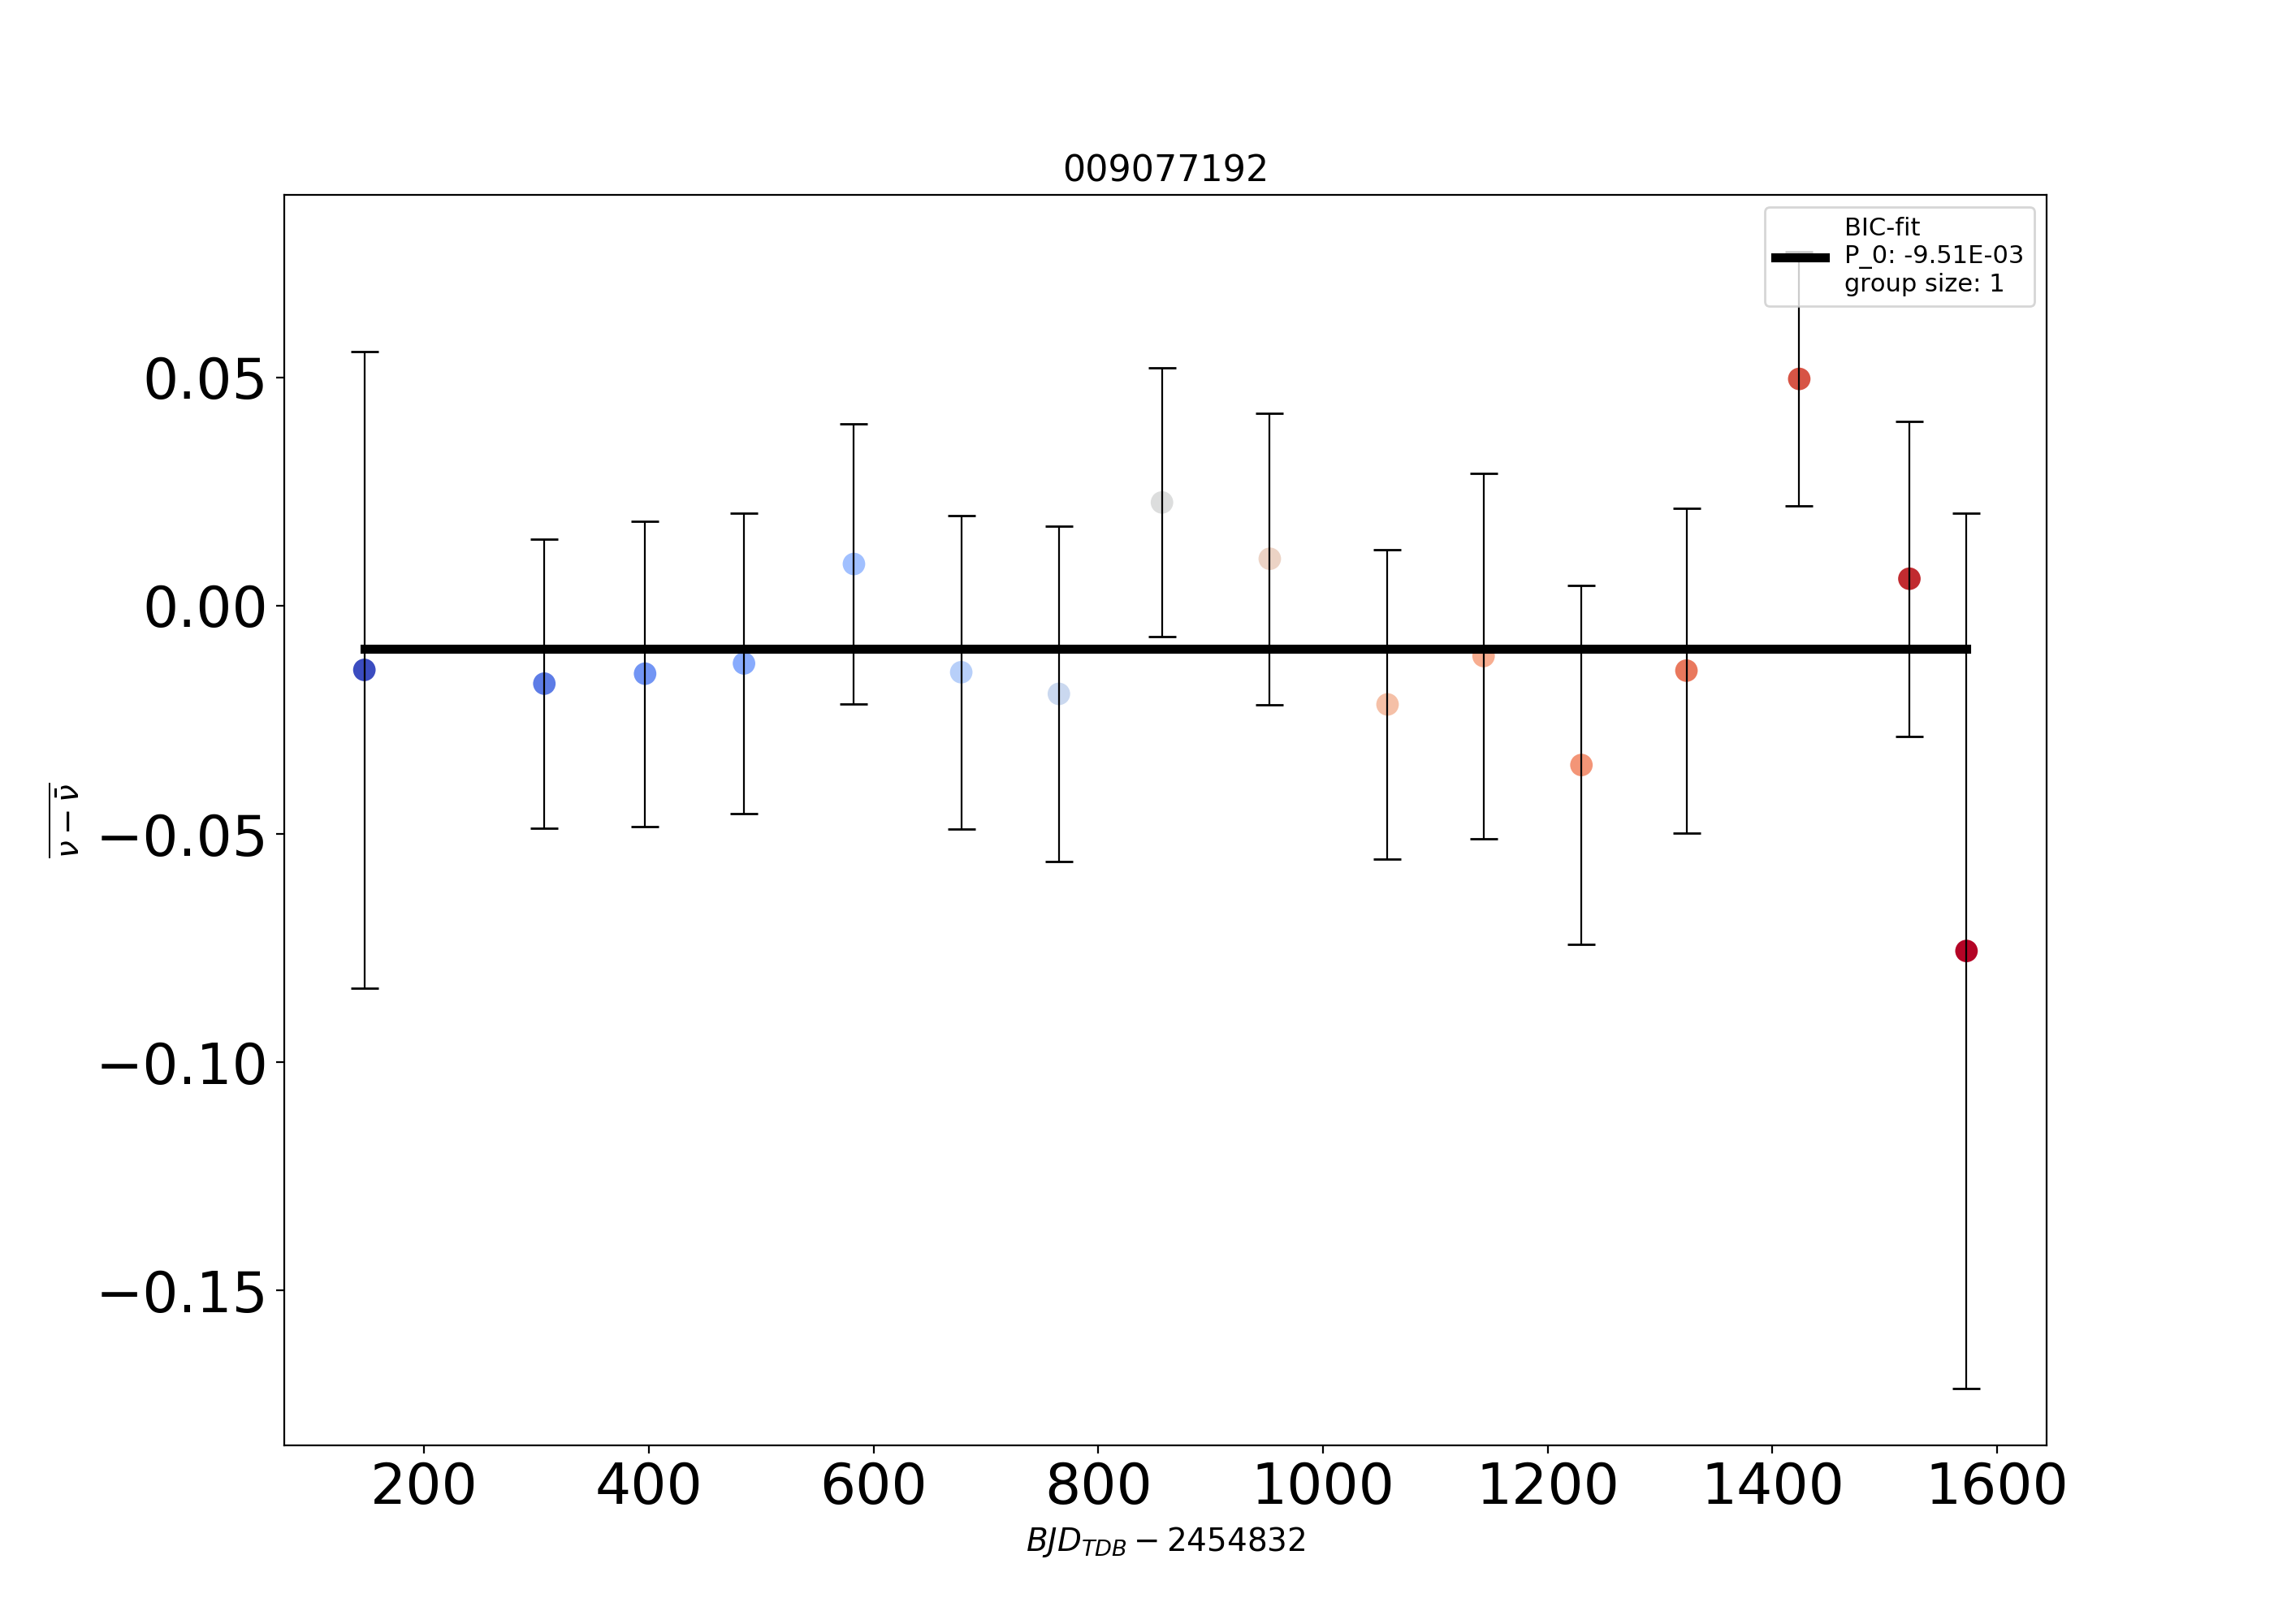 009077192
BIC-fit
P_0: -9.51E-03
group size: 1
0.05
0.00
−0.05
−0.10
−0.15
ν − ν̄
200 400 600 800 1000 1200 1400 1600
BJD_TDB − 2454832